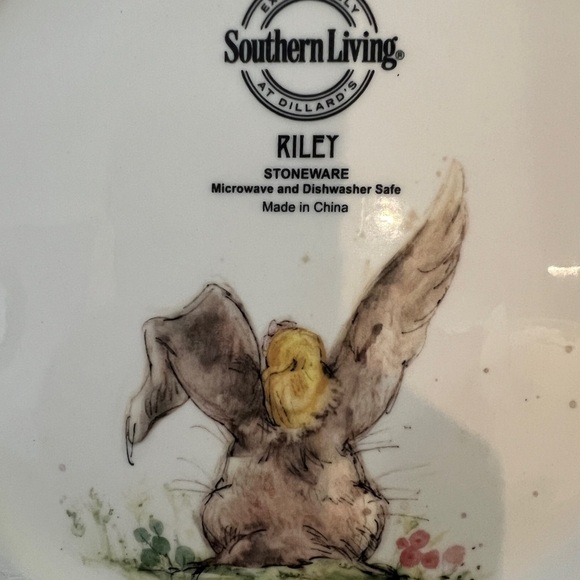 Southern Living®
AT DILLARD'S
RILEY
STONEWARE
Microwave and Dishwasher Safe
Made in China